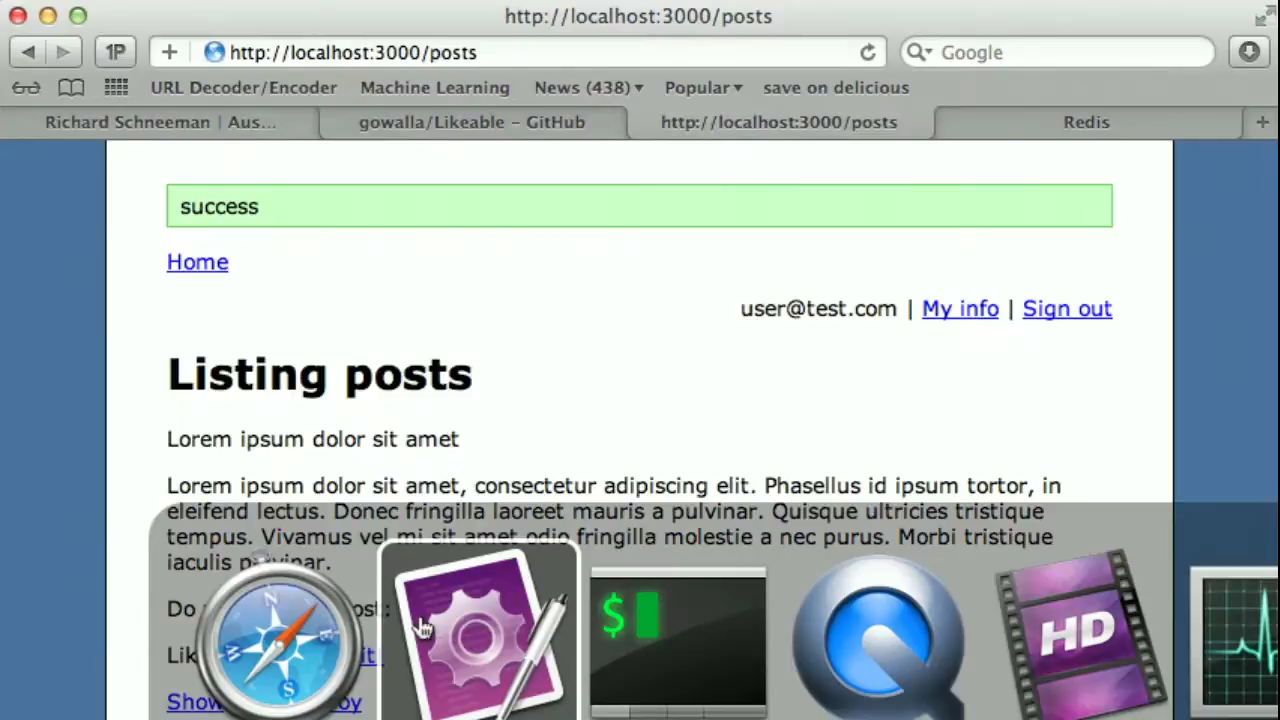 http://localhost:3000/posts
1P
+
http://localhost:3000/posts
Google
URL Decoder/Encoder
Machine Learning
News (438)▾
Popular▾
save on delicious
Richard Schneeman | Aus...
gowalla/Likeable – GitHub
http://localhost:3000/posts
Redis
+
success
Home
user@test.com | My info | Sign out
Listing posts
Lorem ipsum dolor sit amet
Lorem ipsum dolor sit amet, consectetur adipiscing elit. Phasellus id ipsum tortor, in
eleifend lectus. Donec fringilla laoreet mauris a pulvinar. Quisque ultricies tristique
tempus. Vivamus vel mi sit amet odio fringilla molestie a nec purus. Morbi tristique
iaculis pulvinar.
Do
Show
$
HD
N
E
S
W